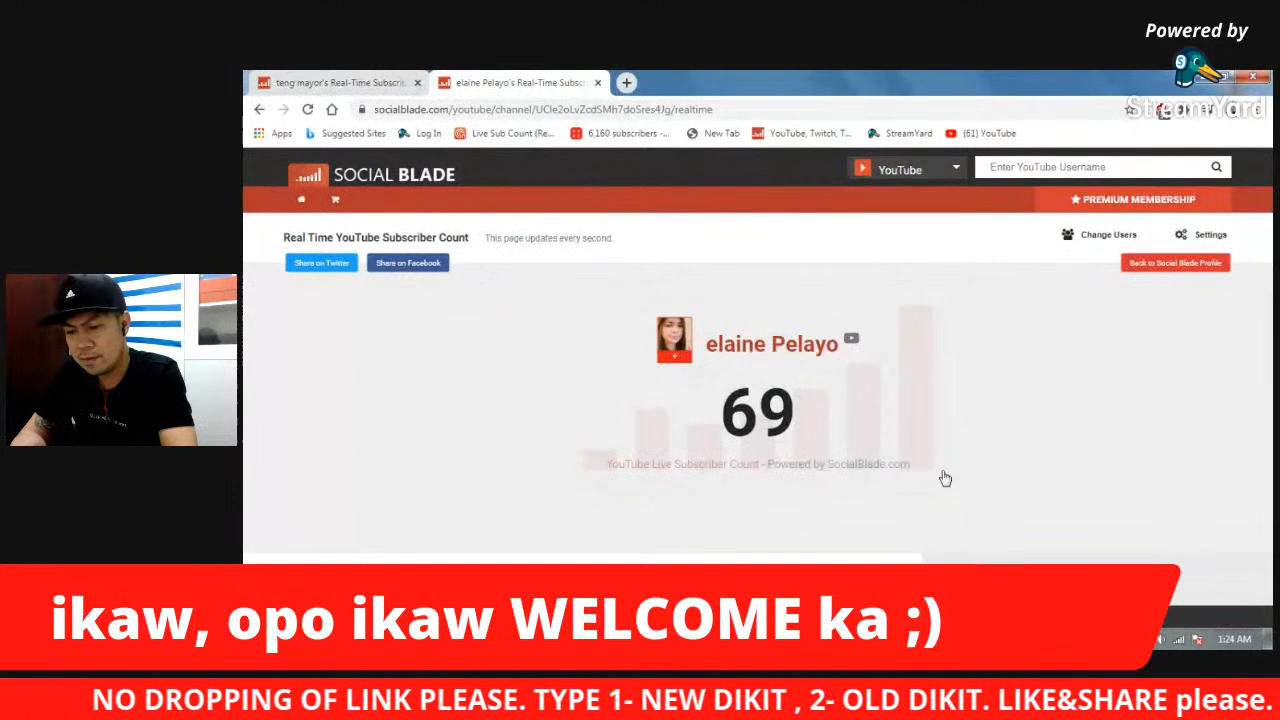 Powered by
StreamYard
teng mayor's Real-Time Subscrib
elaine Pelayo's Real-Time Subscr
socialblade.com/youtube/channel/UCle2oLvZcdSMh7doSres4Jg/realtime
Apps Suggested Sites Log In Live Sub Count (Re... 6,160 subscribers -... New Tab YouTube, Twitch, T... StreamYard (61) YouTube
SOCIAL BLADE
YouTube
Enter YouTube Username
PREMIUM MEMBERSHIP
Real Time YouTube Subscriber Count This page updates every second.
Change Users Settings
Share on Twitter Share on Facebook
Back to Social Blade Profile
elaine Pelayo
69
YouTube Live Subscriber Count - Powered by SocialBlade.com
ikaw, opo ikaw WELCOME ka ;)
1:24 AM
NO DROPPING OF LINK PLEASE. TYPE 1- NEW DIKIT , 2- OLD DIKIT. LIKE&SHARE please.